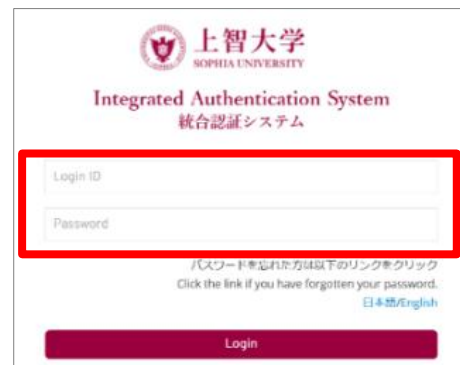 上智大学
SOPHIA UNIVERSITY
Integrated Authentication System
統合認証システム
Login ID
Password
パスワードを忘れた方は以下のリンクをクリック
Click the link if you have forgotten your password.
日本語/English
Login